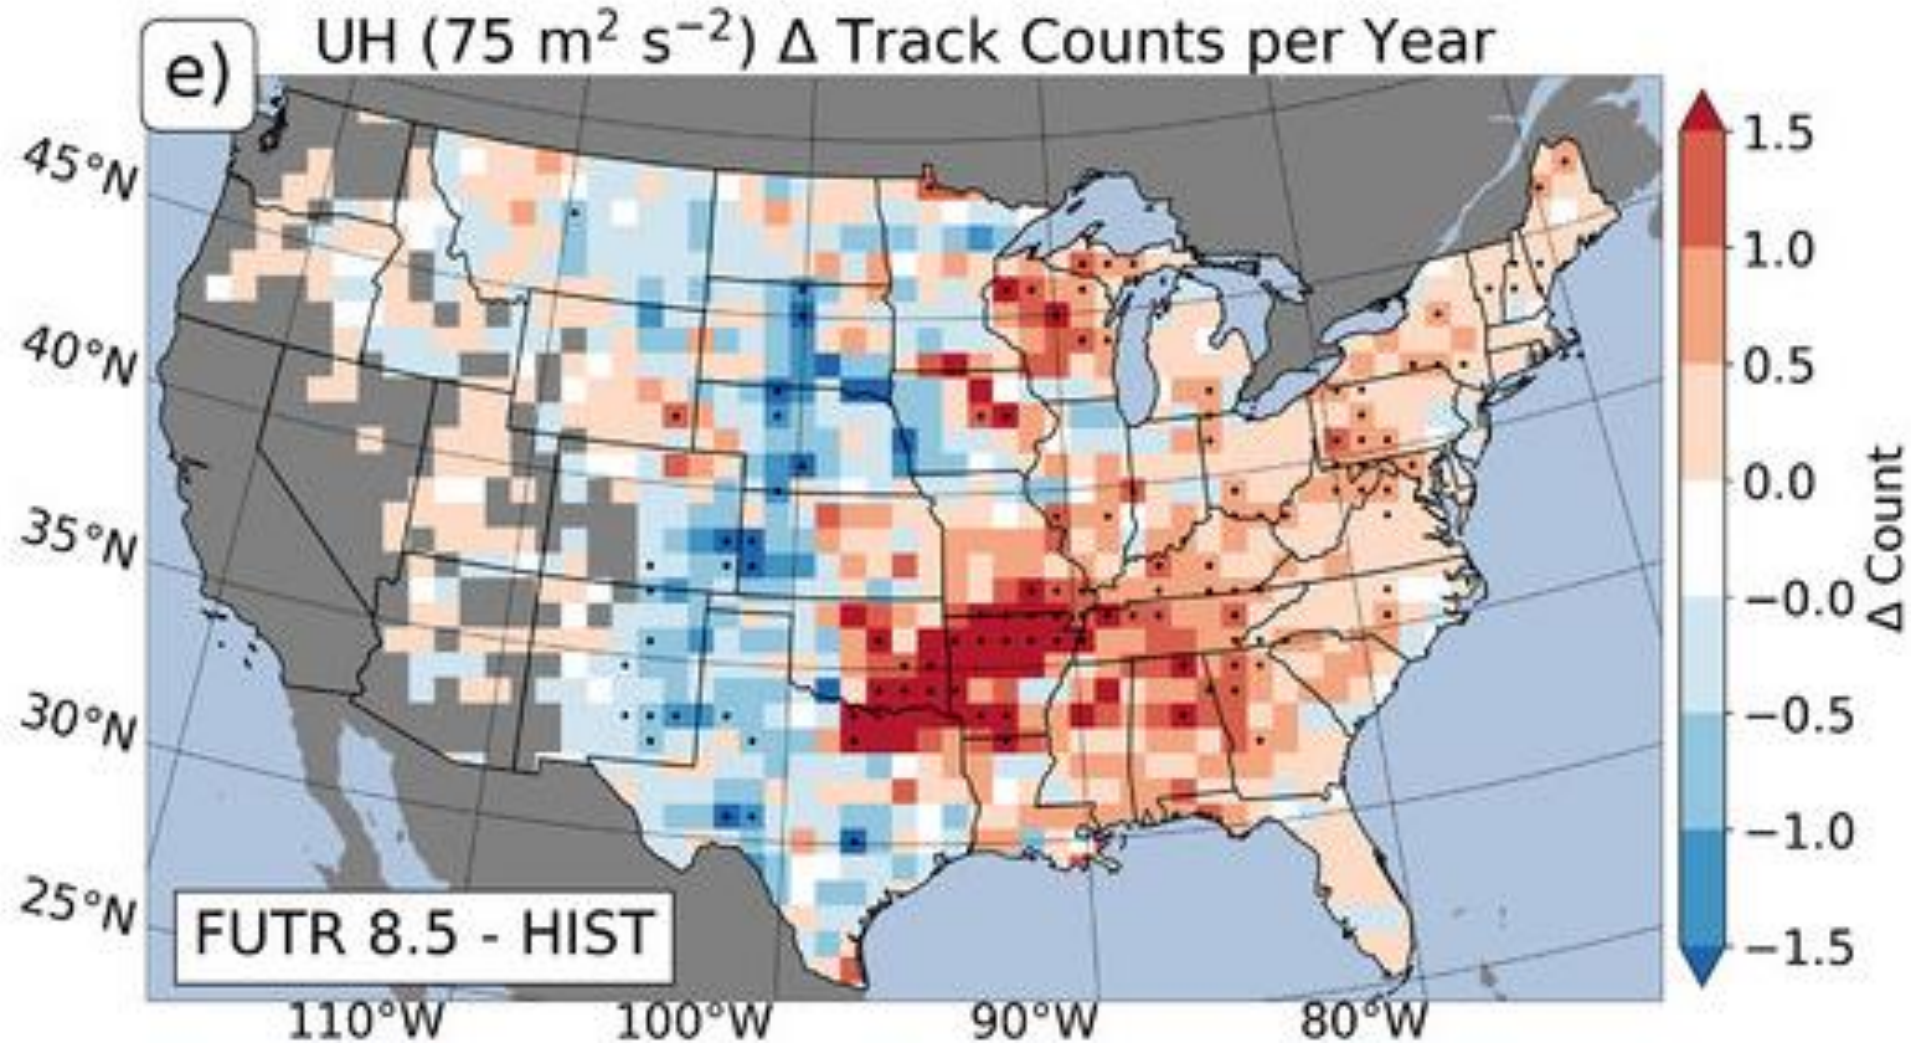 e)
UH (75 m² s⁻²) Δ Track Counts per Year
45°N
40°N
35°N
30°N
25°N
110°W
100°W
90°W
80°W
FUTR 8.5 - HIST
1.5
1.0
0.5
0.0
−0.0
−0.5
−1.0
−1.5
Δ Count